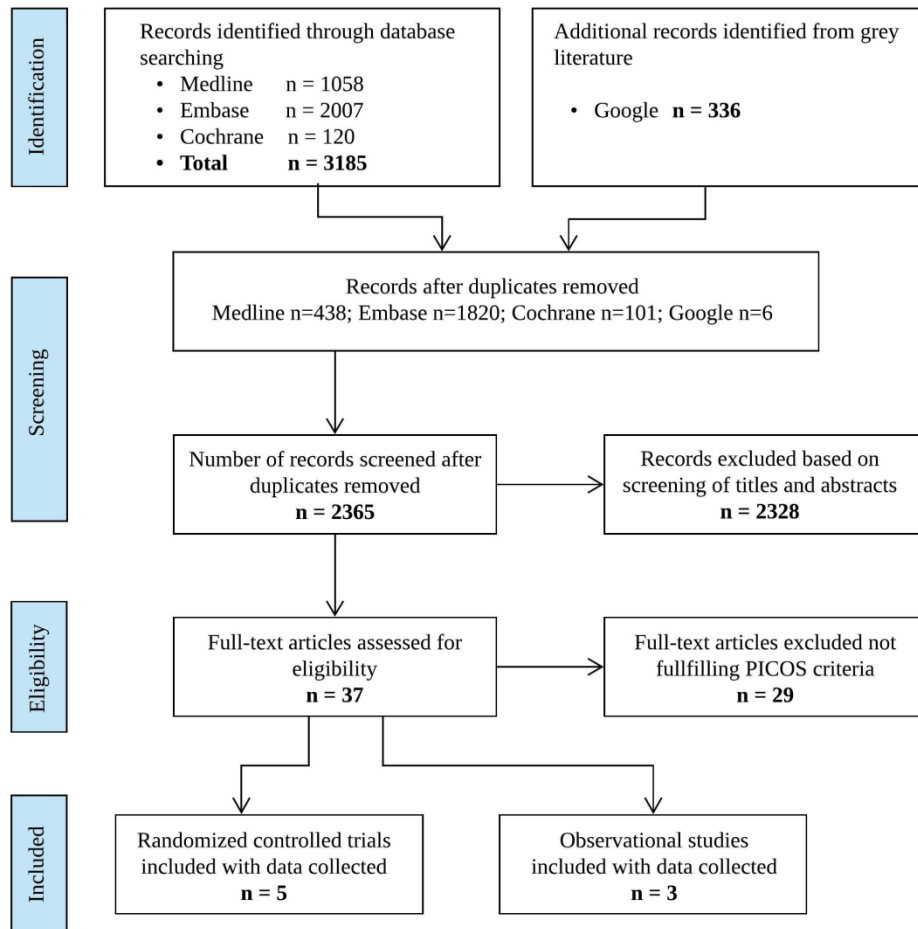 Identification
Records identified through database
searching
• Medline n = 1058
• Embase n = 2007
• Cochrane n = 120
• Total n = 3185
Additional records identified from grey
literature
• Google n = 336
Screening
Records after duplicates removed
Medline n=438; Embase n=1820; Cochrane n=101; Google n=6
Number of records screened after
duplicates removed
n = 2365
Records excluded based on
screening of titles and abstracts
n = 2328
Eligibility
Full-text articles assessed for
eligibility
n = 37
Full-text articles excluded not
fullfilling PICOS criteria
n = 29
Included
Randomized controlled trials
included with data collected
n = 5
Observational studies
included with data collected
n = 3